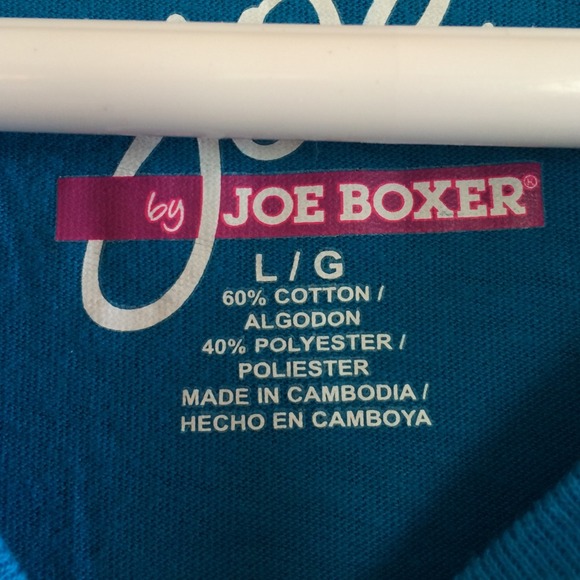 by JOE BOXER®
L / G
60% COTTON /
ALGODON
40% POLYESTER /
POLIESTER
MADE IN CAMBODIA /
HECHO EN CAMBOYA